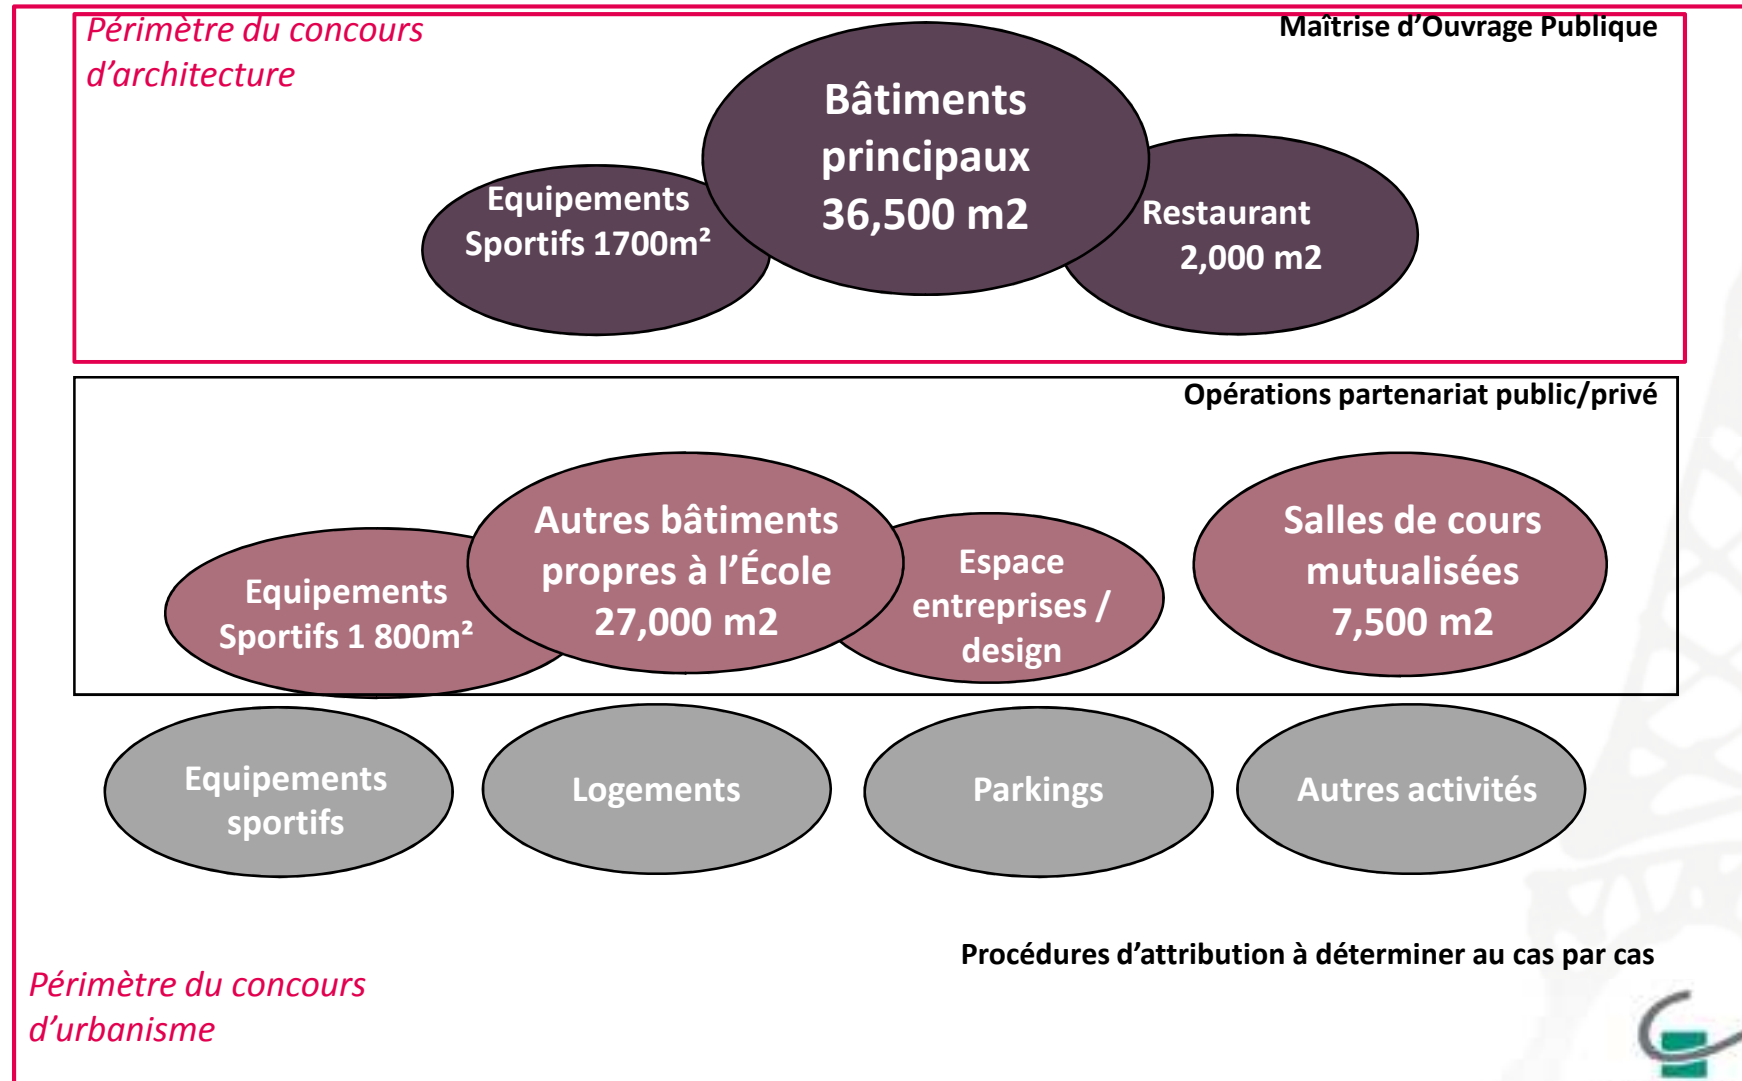 Périmètre du concours
d'architecture
Maîtrise d'Ouvrage Publique
Bâtiments
principaux
36,500 m2
Equipements
Sportifs 1700m²
Restaurant
2,000 m2
Opérations partenariat public/privé
Autres bâtiments
propres à l'École
27,000 m2
Equipements
Sportifs 1 800m²
Espace
entreprises /
design
Salles de cours
mutualisées
7,500 m2
Equipements
sportifs
Logements
Parkings
Autres activités
Procédures d'attribution à déterminer au cas par cas
Périmètre du concours
d'urbanisme